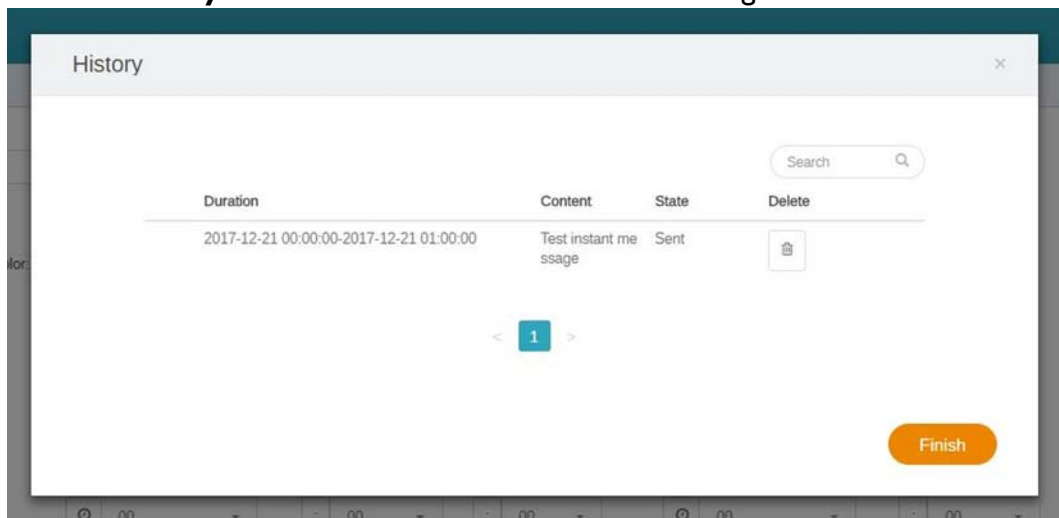 History
×
Search
Duration Content State Delete
2017-12-21 00:00:00-2017-12-21 01:00:00 Test instant me Sent
ssage
< 1 >
Finish